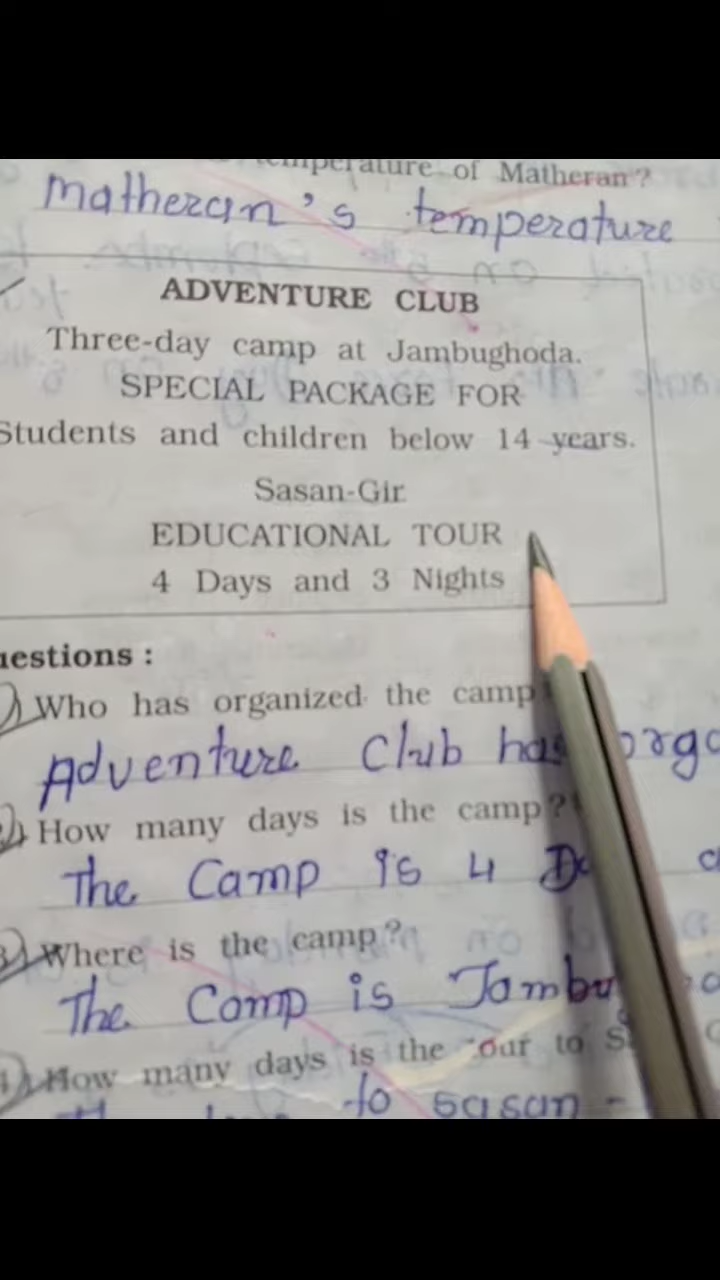 temperature of Matheran?
Matheran's temperature
ADVENTURE CLUB
Three-day camp at Jambughoda.
SPECIAL PACKAGE FOR
Students and children below 14 years.
Sasan-Gir
EDUCATIONAL TOUR
4 Days and 3 Nights
Who has organized the camp
Adventure Club has
How many days is the camp?
The Camp is 4
Where is the camp?
The Camp is
How many days is the to
to sasan -